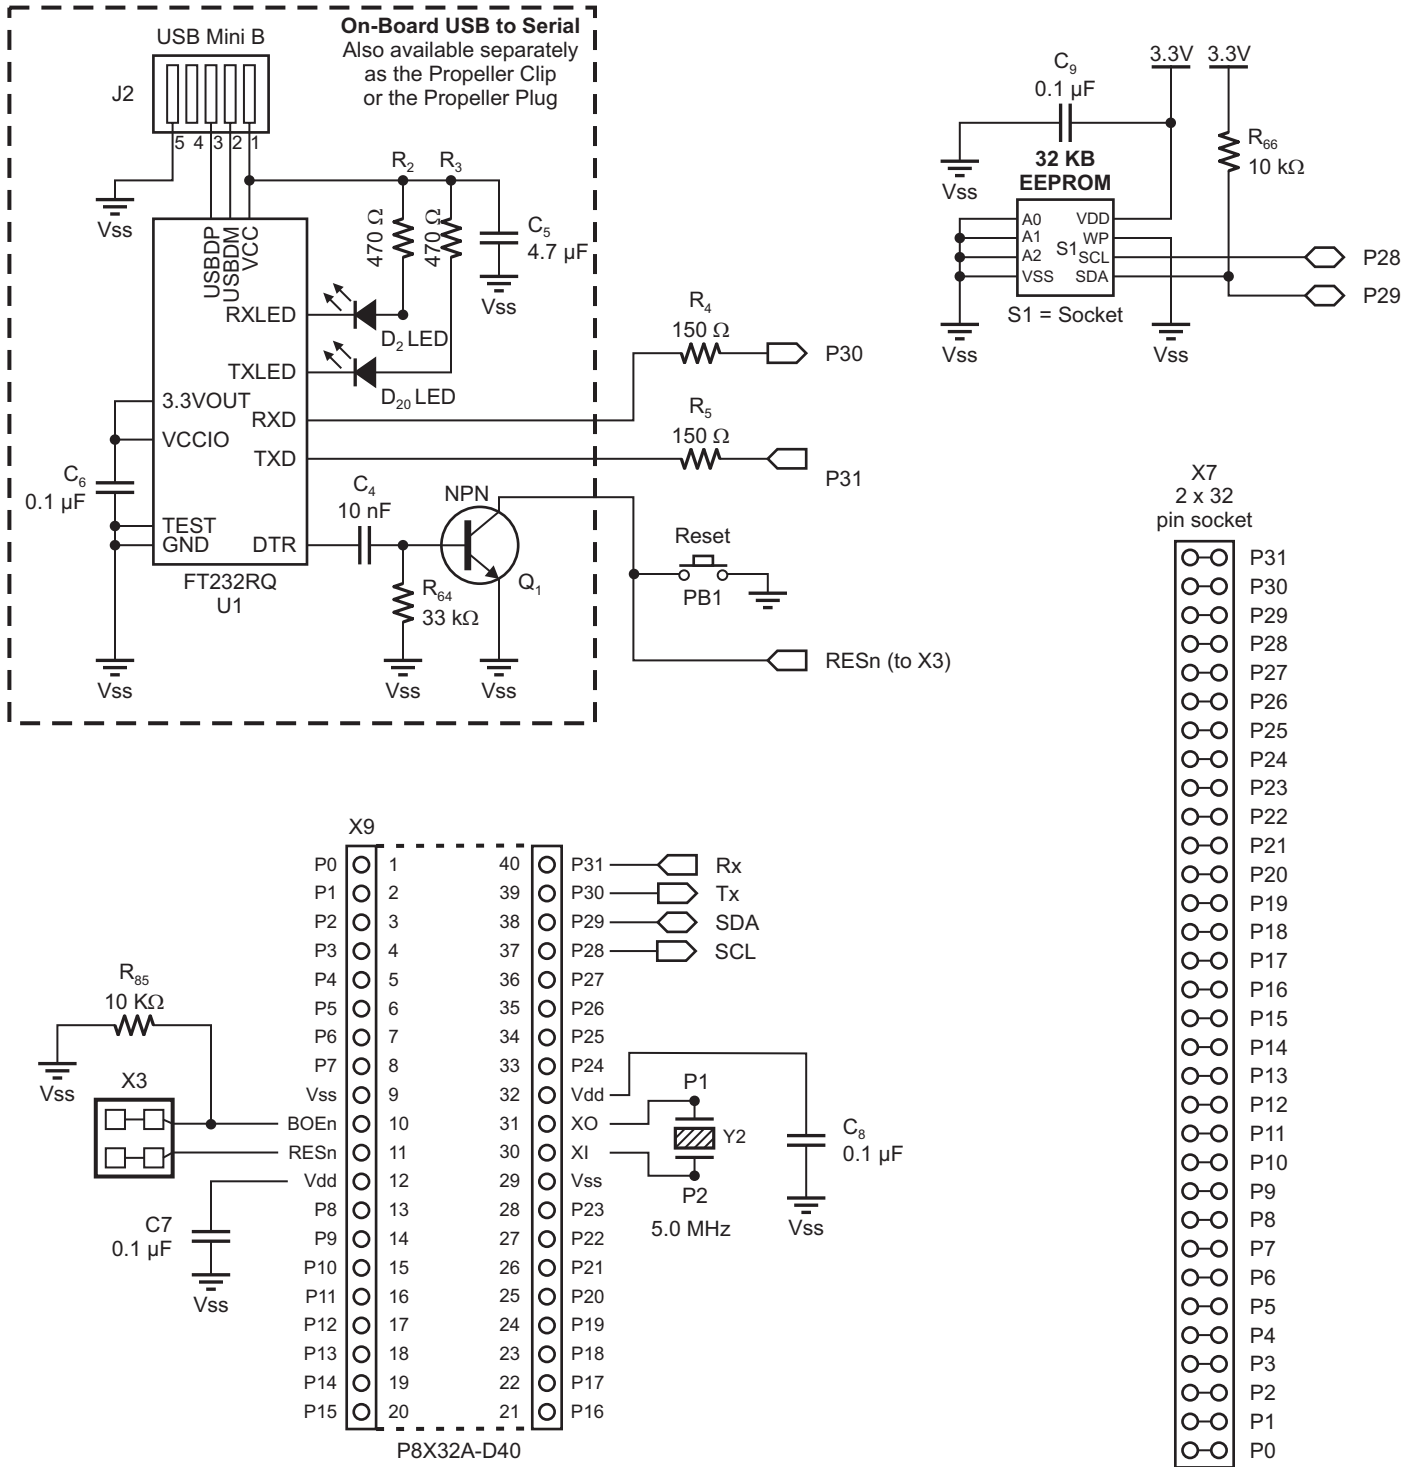 On-Board USB to Serial
Also available separately
as the Propeller Clip
or the Propeller Plug
USB Mini B
J2
5 4 3 2 1
Vss
R2
470 Ω
R3
470 Ω
C5
4.7 µF
Vss
USBDP
USBDM
VCC
RXLED
D2 LED
TXLED
D20 LED
3.3VOUT
RXD
VCCIO
TXD
C6
0.1 µF
TEST
GND
DTR
FT232RQ
U1
C4
10 nF
NPN
Q1
R64
33 kΩ
Vss
Vss
Vss
R4
150 Ω
P30
R5
150 Ω
P31
Reset
PB1
RESn (to X3)
C9
0.1 µF
3.3V
3.3V
R66
10 kΩ
Vss
32 KB
EEPROM
A0
A1
A2
VSS
S1
VDD
WP
SCL
SDA
S1 = Socket
P28
P29
Vss
Vss
X7
2 x 32
pin socket
P31
P30
P29
P28
P27
P26
P25
P24
P23
P22
P21
P20
P19
P18
P17
P16
P15
P14
P13
P12
P11
P10
P9
P8
P7
P6
P5
P4
P3
P2
P1
P0
X9
P0 1 40 P31 Rx
P1 2 39 P30 Tx
P2 3 38 P29 SDA
P3 4 37 P28 SCL
P4 5 36 P27
P5 6 35 P26
P6 7 34 P25
P7 8 33 P24
Vss 9 32 Vdd
BOEn 10 31 XO
RESn 11 30 XI
Vdd 12 29 Vss
P8 13 28 P23
P9 14 27 P22
P10 15 26 P21
P11 16 25 P20
P12 17 24 P19
P13 18 23 P18
P14 19 22 P17
P15 20 21 P16
P8X32A-D40
R85
10 KΩ
Vss
X3
C7
0.1 µF
Vss
P1
Y2
P2
5.0 MHz
C8
0.1 µF
Vss